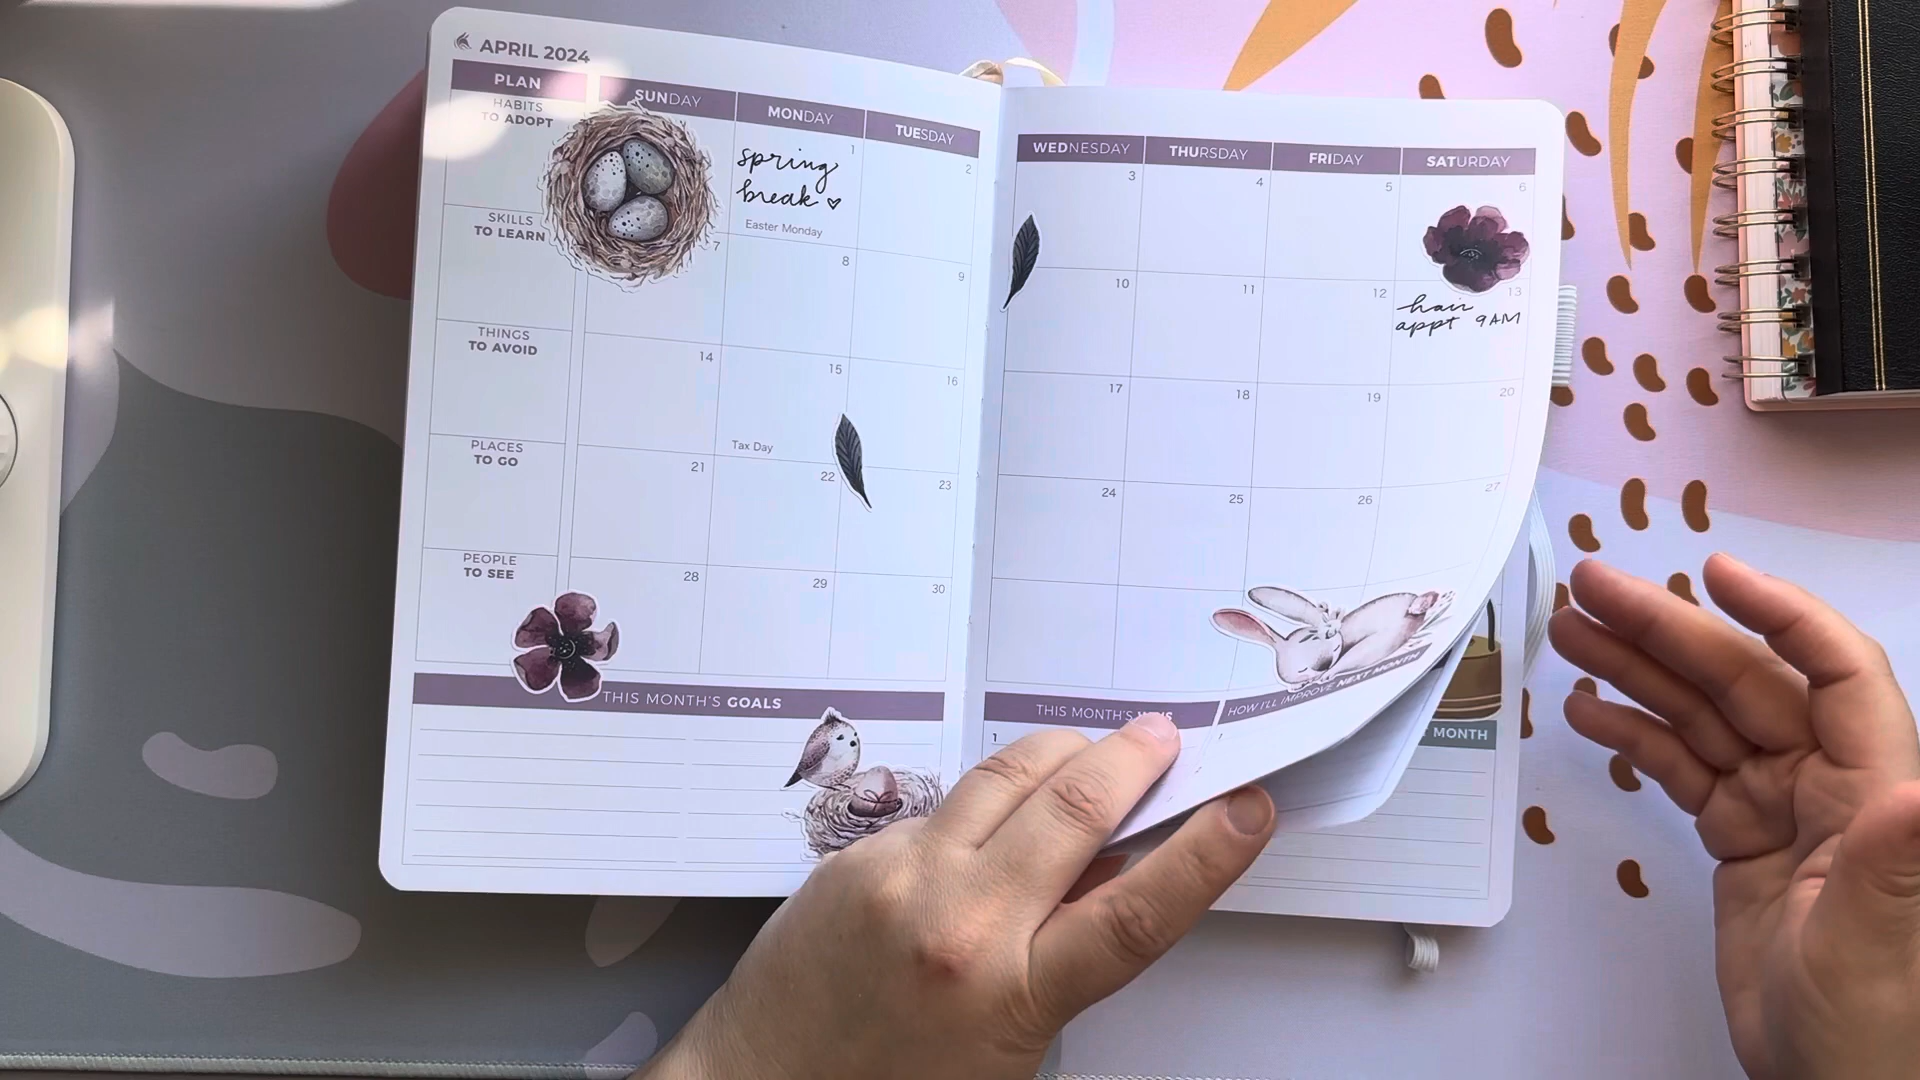 APRIL 2024
PLAN
SUNDAY
MONDAY
TUESDAY
WEDNESDAY
THURSDAY
FRIDAY
SATURDAY
HABITS
TO ADOPT
SKILLS
TO LEARN
THINGS
TO AVOID
PLACES
TO GO
PEOPLE
TO SEE
1
spring
break ♡
Easter Monday
2
3
4
5
6
7
8
9
10
11
12
13
hair
appt 9AM
14
15
Tax Day
16
17
18
19
20
21
22
23
24
25
26
27
28
29
30
THIS MONTH'S GOALS
THIS MONTH'S
1
HOW I'LL IMPROVE NEXT MONTH
1
2
MONTH